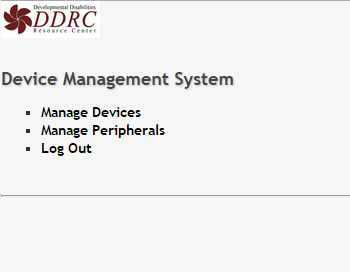 Developmental Disabilities
DDRC
Resource Center
Device Management System
Manage Devices
Manage Peripherals
Log Out